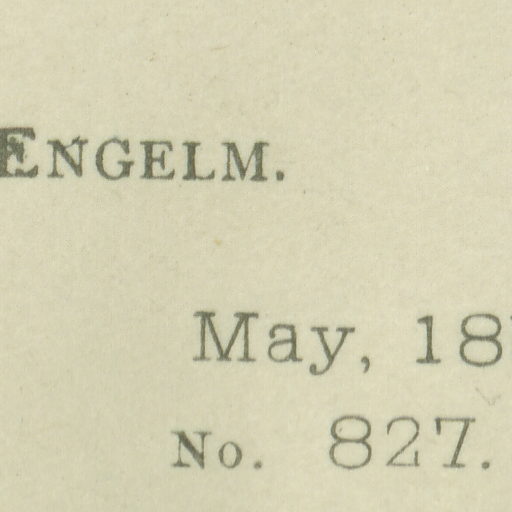 ENGELM.
May, 18
No. 827.